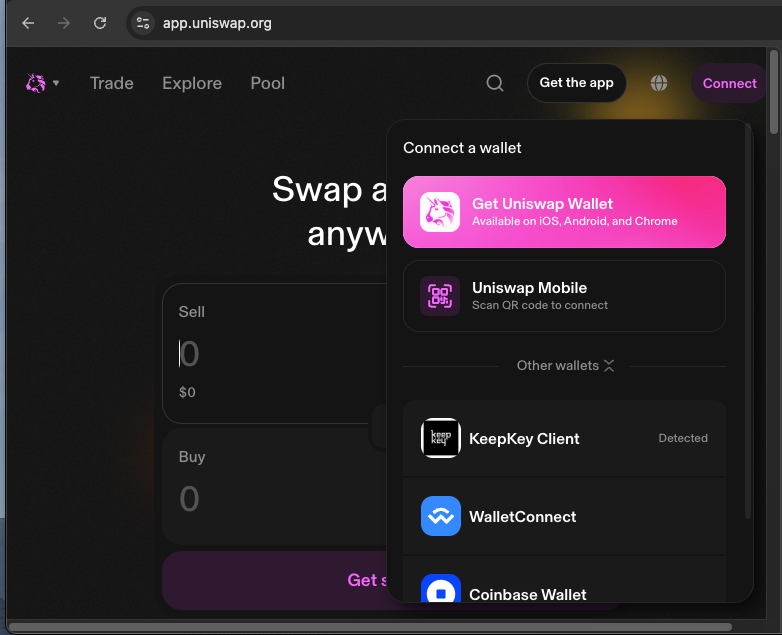 app.uniswap.org
Trade
Explore
Pool
Get the app
Connect
Connect a wallet
Get Uniswap Wallet
Available on iOS, Android, and Chrome
Uniswap Mobile
Scan QR code to connect
Other wallets
keep
key
KeepKey Client
Detected
WalletConnect
Coinbase Wallet
Swap
Sell
0
$0
Buy
0
Get